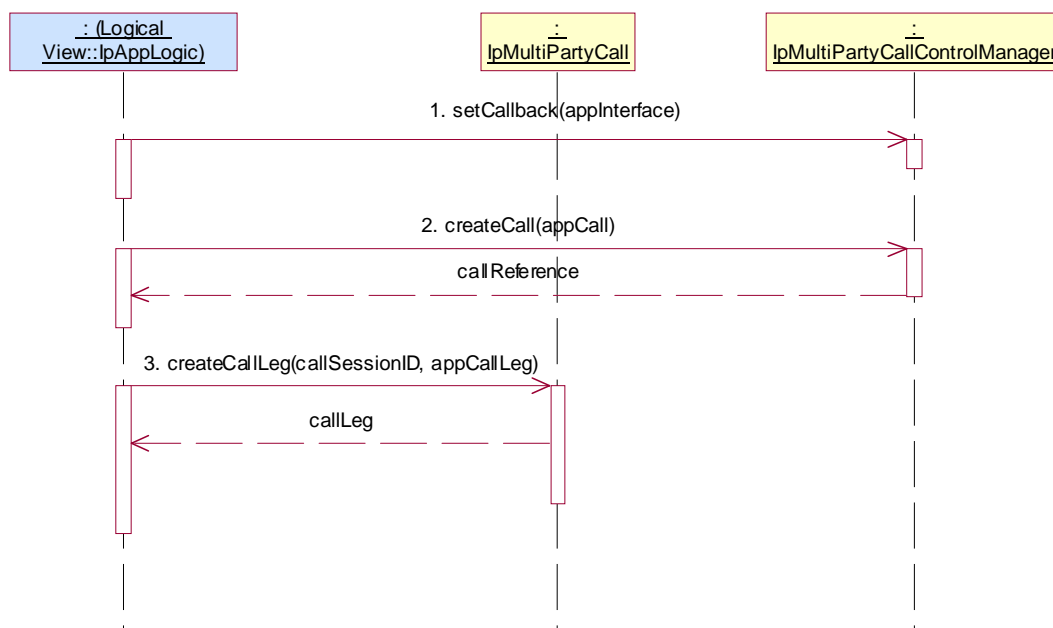 : (Logical
View::IpAppLogic)
:
IpMultiPartyCall
:
IpMultiPartyCallControlManager
1. setCallback(appInterface)
2. createCall(appCall)
callReference
3. createCallLeg(callSessionID, appCallLeg)
callLeg